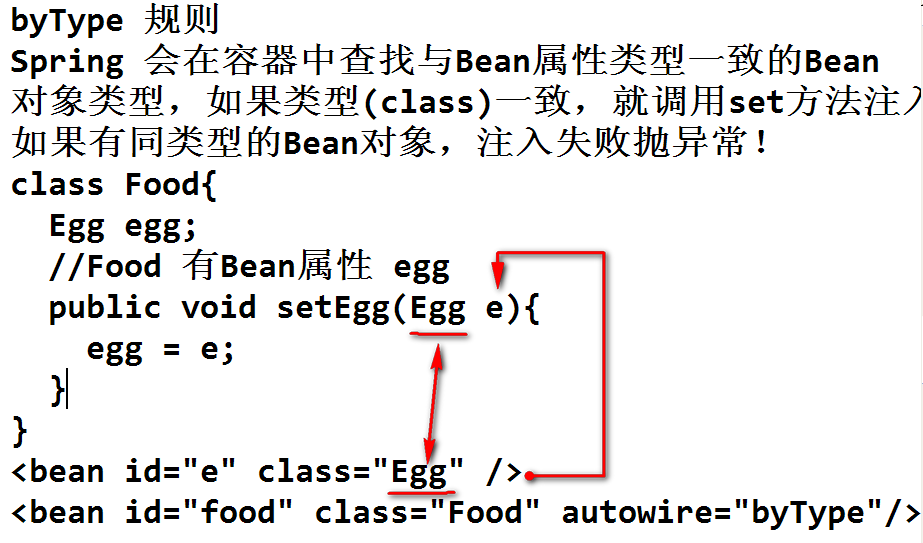 byType 规则
Spring 会在容器中查找与Bean属性类型一致的Bean
对象类型，如果类型(class)一致，就调用set方法注
如果有同类型的Bean对象，注入失败抛异常！
class Food{
Egg egg;
//Food 有Bean属性 egg
public void setEgg(Egg e){
egg = e;
}
}
<bean id="e" class="Egg" />
<bean id="food" class="Food" autowire="byType"/>